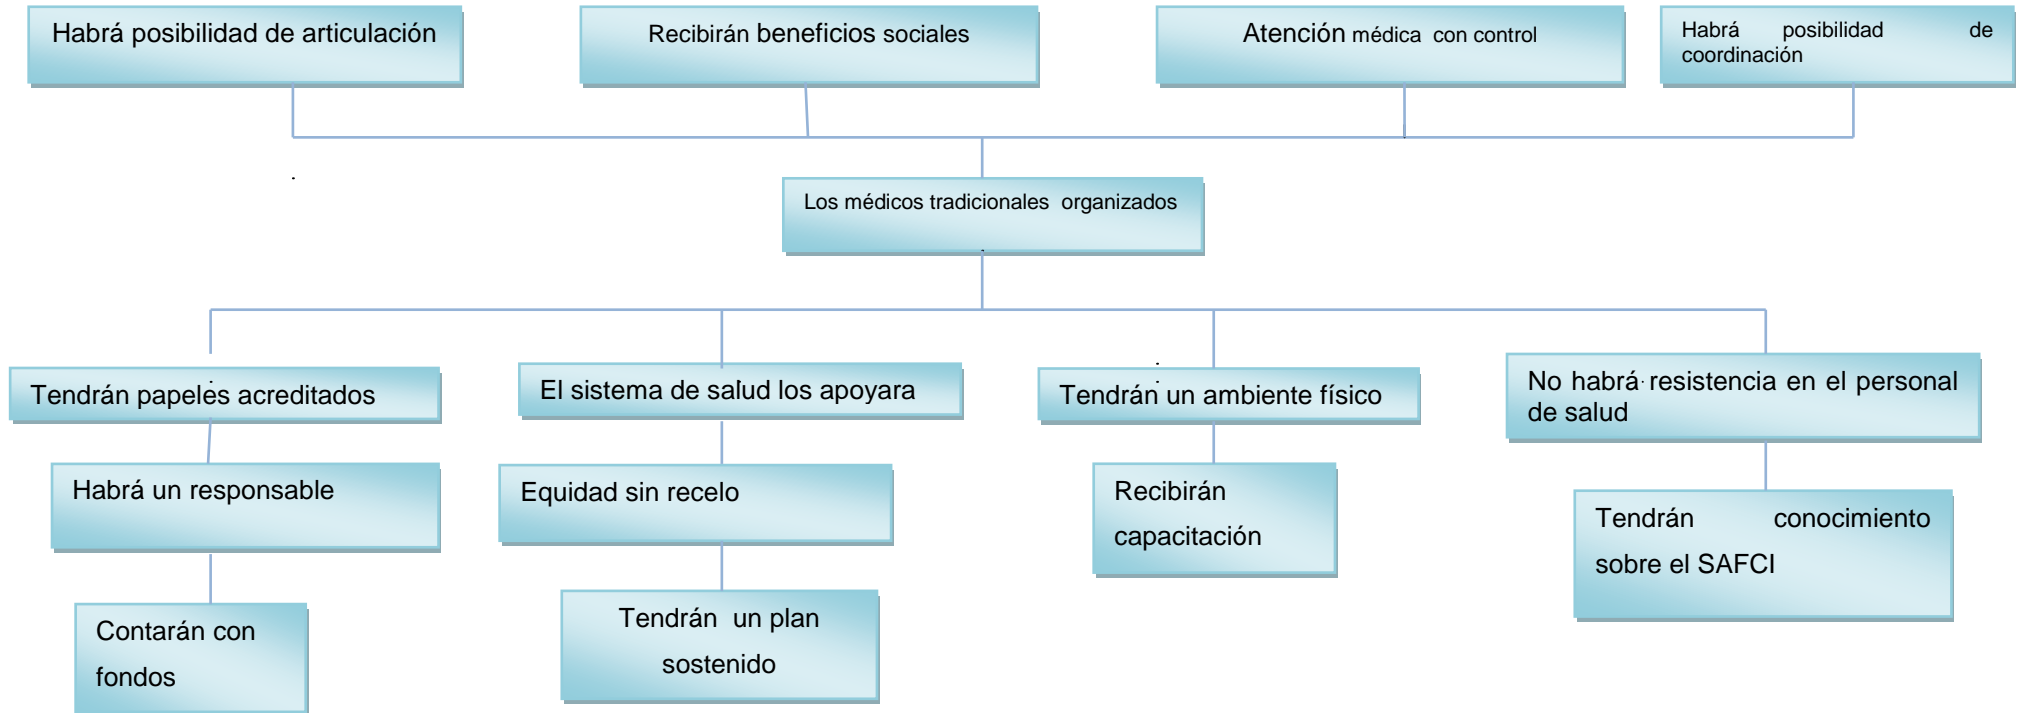 Habrá posibilidad de articulación
Recibirán beneficios sociales
Atención médica con control
Habrá posibilidad de
coordinación
Los médicos tradicionales organizados
Tendrán papeles acreditados
El sistema de salud los apoyara
Tendrán un ambiente físico
No habrá resistencia en el personal
de salud
Habrá un responsable
Equidad sin recelo
Recibirán
capacitación
Tendrán conocimiento
sobre el SAFCI
Contarán con
fondos
Tendrán un plan
sostenido